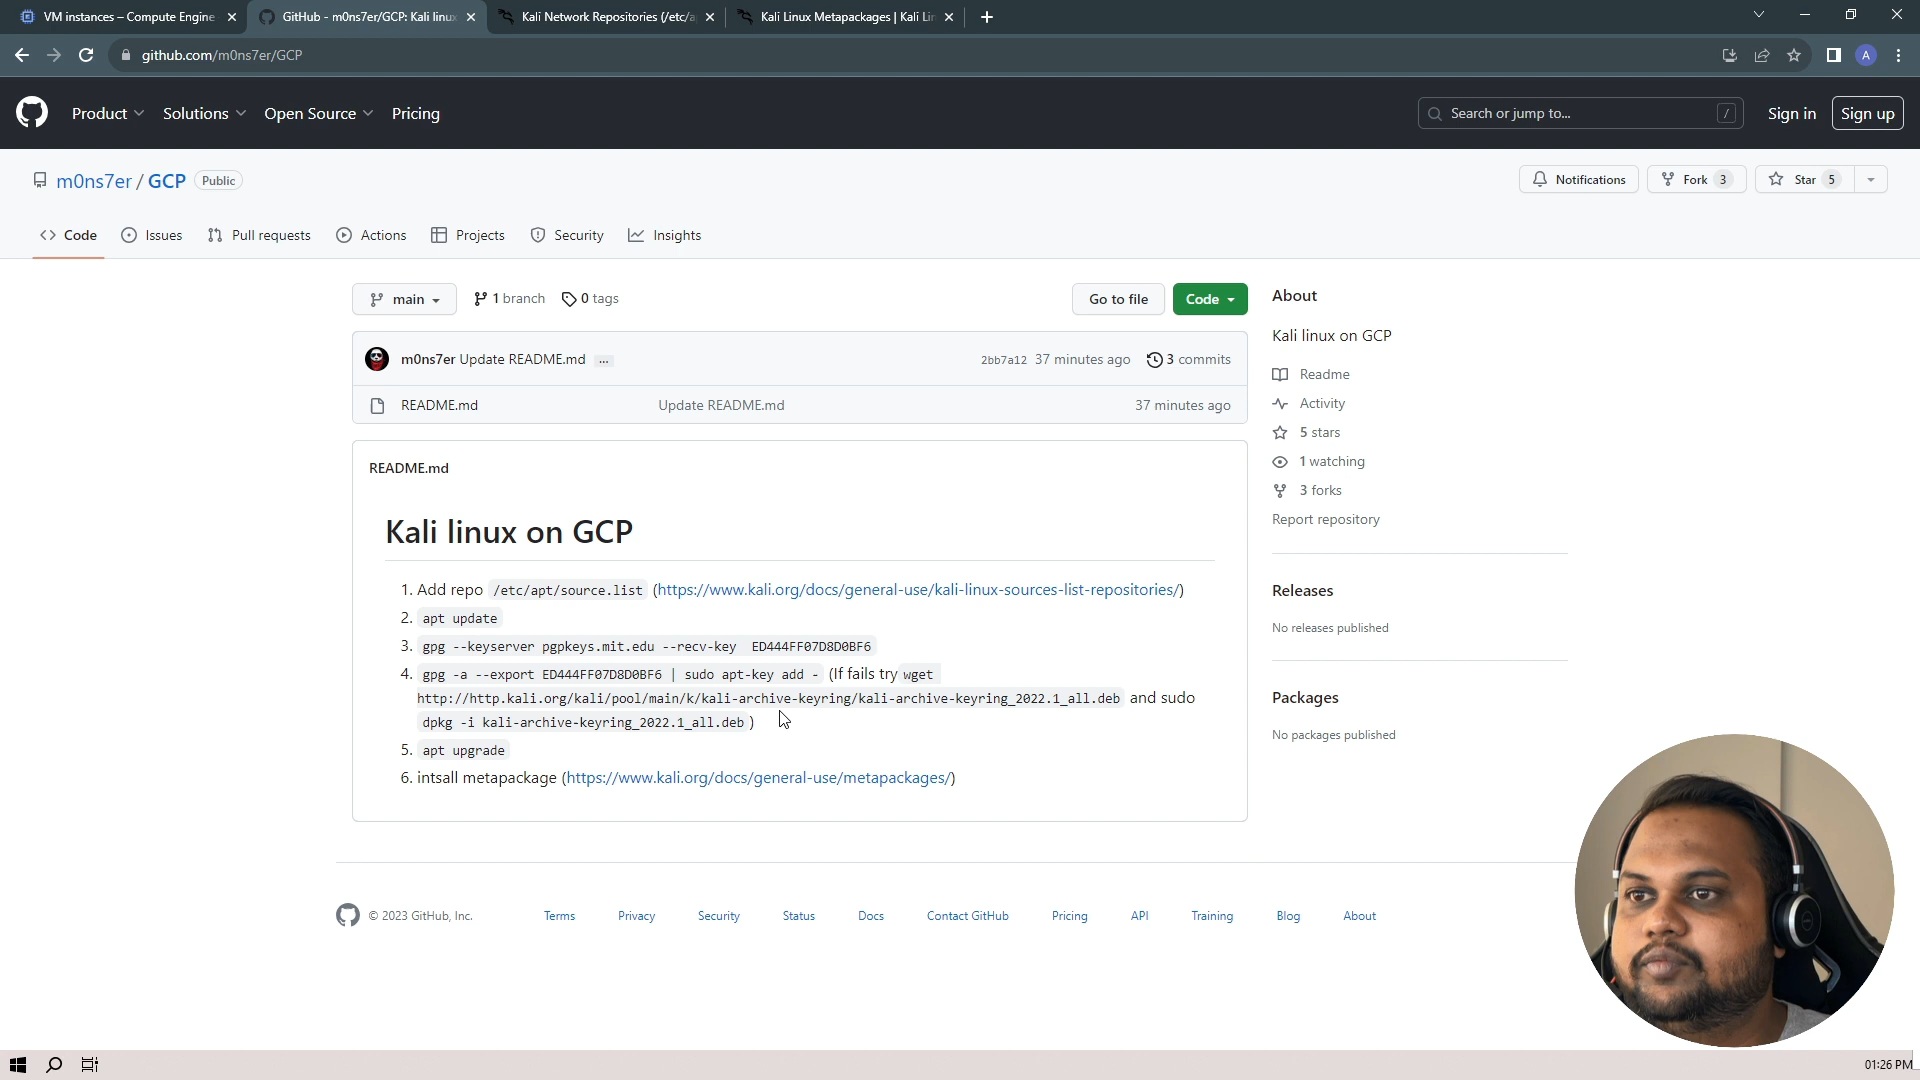 VM instances – Compute Engine
GitHub - m0ns7er/GCP: Kali linux
Kali Network Repositories (/etc/a
Kali Linux Metapackages | Kali Lin
github.com/m0ns7er/GCP
A
Product
Solutions
Open Source
Pricing
Search or jump to...
/
Sign in
Sign up
m0ns7er / GCP
Public
Notifications
Fork 3
Star 5
Code
Issues
Pull requests
Actions
Projects
Security
Insights
main
1 branch
0 tags
Go to file
Code
m0ns7er Update README.md ...
2bb7a12 37 minutes ago
3 commits
README.md
Update README.md
37 minutes ago
README.md
Kali linux on GCP
1. Add repo /etc/apt/source.list (https://www.kali.org/docs/general-use/kali-linux-sources-list-repositories/)
2. apt update
3. gpg --keyserver pgpkeys.mit.edu --recv-key ED444FF07D8D0BF6
4. gpg -a --export ED444FF07D8D0BF6 | sudo apt-key add - (If fails try wget
http://http.kali.org/kali/pool/main/k/kali-archive-keyring/kali-archive-keyring_2022.1_all.deb and sudo
dpkg -i kali-archive-keyring_2022.1_all.deb )
5. apt upgrade
6. intsall metapackage (https://www.kali.org/docs/general-use/metapackages/)
About
Kali linux on GCP
Readme
Activity
5 stars
1 watching
3 forks
Report repository
Releases
No releases published
Packages
No packages published
© 2023 GitHub, Inc.
Terms
Privacy
Security
Status
Docs
Contact GitHub
Pricing
API
Training
Blog
About
01:26 PM